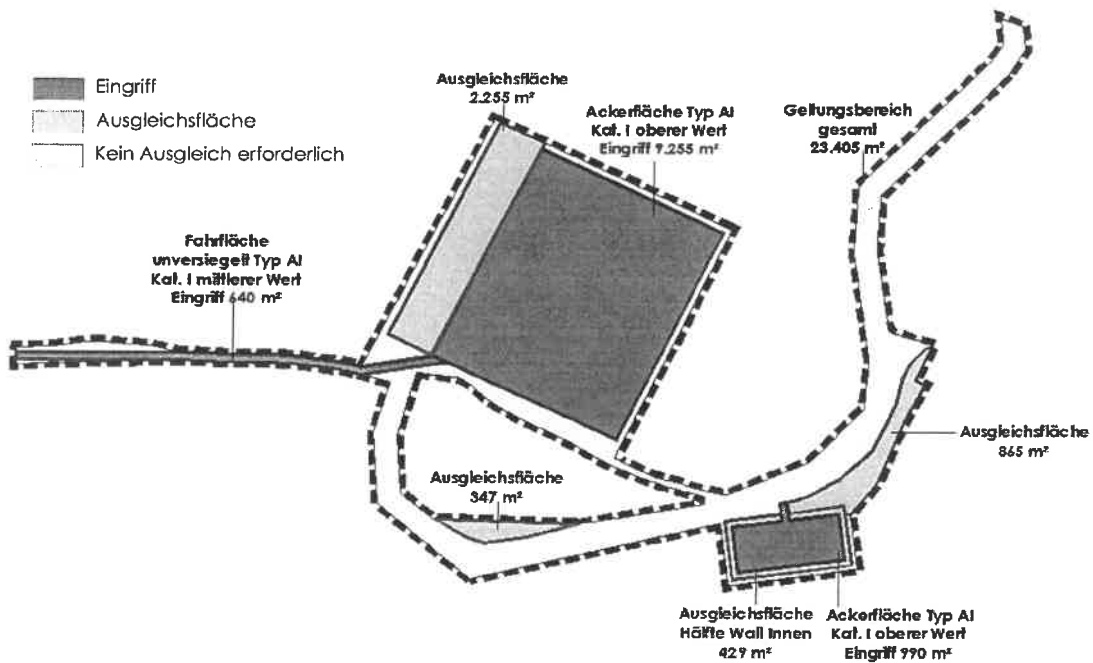 Eingriff
Ausgleichsfläche
Kein Ausgleich erforderlich
Ausgleichsfläche
2.255 m²
Ackerfläche Typ AI
Kat. I oberer Wert
Eingriff 9.255 m²
Geltungsbereich
gesamt
23.405 m²
Fahrfläche
unversiegelt Typ AI
Kat. I mittlerer Wert
Eingriff 640 m²
Ausgleichsfläche
347 m²
Ausgleichsfläche
865 m²
Ausgleichsfläche
Hälfte Wall Innen
429 m²
Ackerfläche Typ AI
Kat. I oberer Wert
Eingriff 990 m²